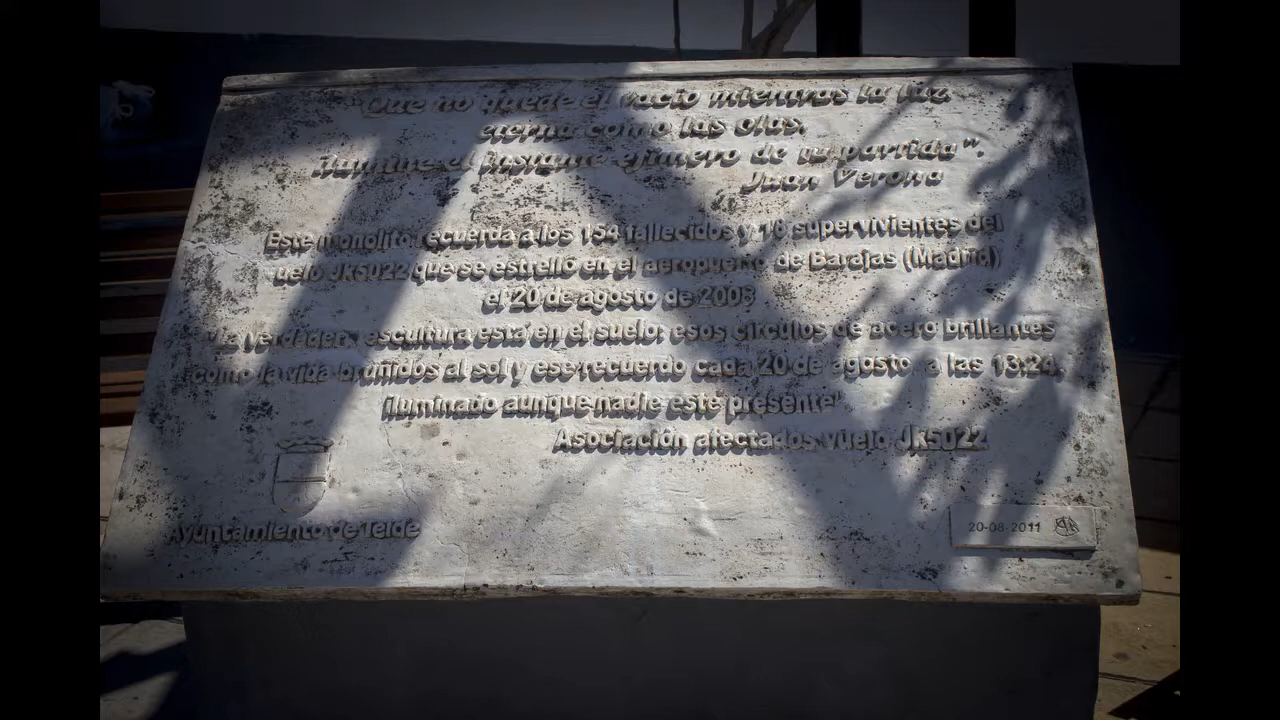 "Que no quede el vacío mientras la luz
eterna como las olas,
ilumine el instante efímero de tu partida".
Juan Verona
Este monolito recuerda a los 154 fallecidos y 18 supervivientes del
vuelo JK5022 que se estrelló en el aeropuerto de Barajas (Madrid)
el 20 de agosto de 2008
"La verdadera escultura está en el suelo: esos círculos de acero brillantes
como la vida bruñidos al sol y ese recuerdo cada 20 de agosto, a las 13:24,
iluminado aunque nadie esté presente"
Asociación afectados vuelo JK5022
Ayuntamiento de Telde
20-08-2011